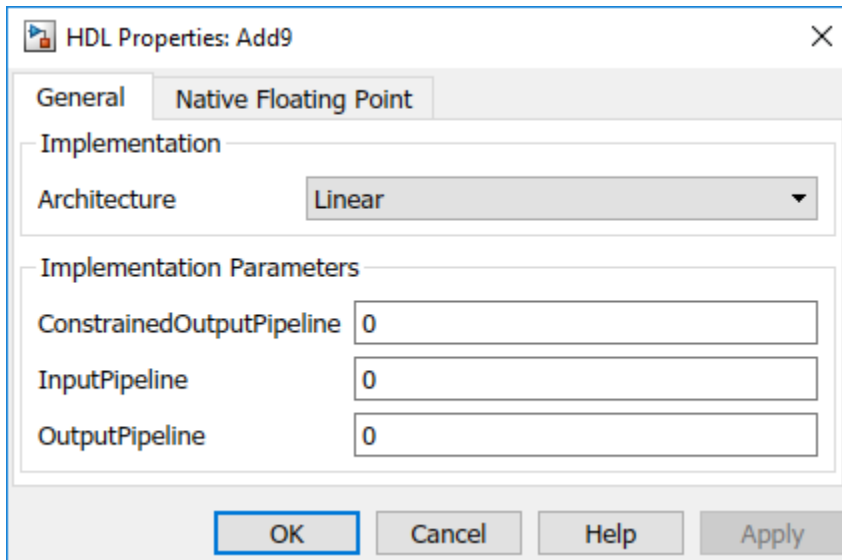 HDL Properties: Add9
General Native Floating Point
Implementation
Architecture Linear
Implementation Parameters
ConstrainedOutputPipeline 0
InputPipeline 0
OutputPipeline 0
OK Cancel Help Apply